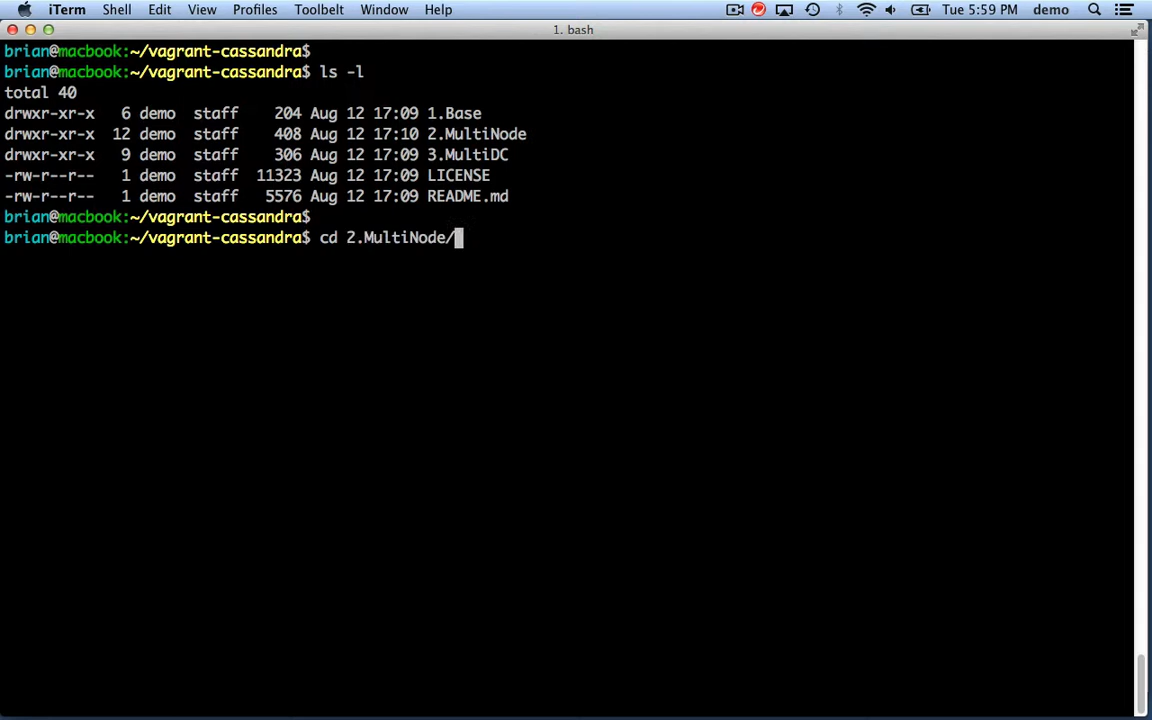 iTerm Shell Edit View Profiles Toolbelt Window Help Tue 5:59 PM demo
1. bash
brian@macbook:~/vagrant-cassandra$
brian@macbook:~/vagrant-cassandra$ ls -l
total 40
drwxr-xr-x   6 demo  staff    204 Aug 12 17:09 1.Base
drwxr-xr-x  12 demo  staff    408 Aug 12 17:10 2.MultiNode
drwxr-xr-x   9 demo  staff    306 Aug 12 17:09 3.MultiDC
-rw-r--r--   1 demo  staff  11323 Aug 12 17:09 LICENSE
-rw-r--r--   1 demo  staff   5576 Aug 12 17:09 README.md
brian@macbook:~/vagrant-cassandra$
brian@macbook:~/vagrant-cassandra$ cd 2.MultiNode/